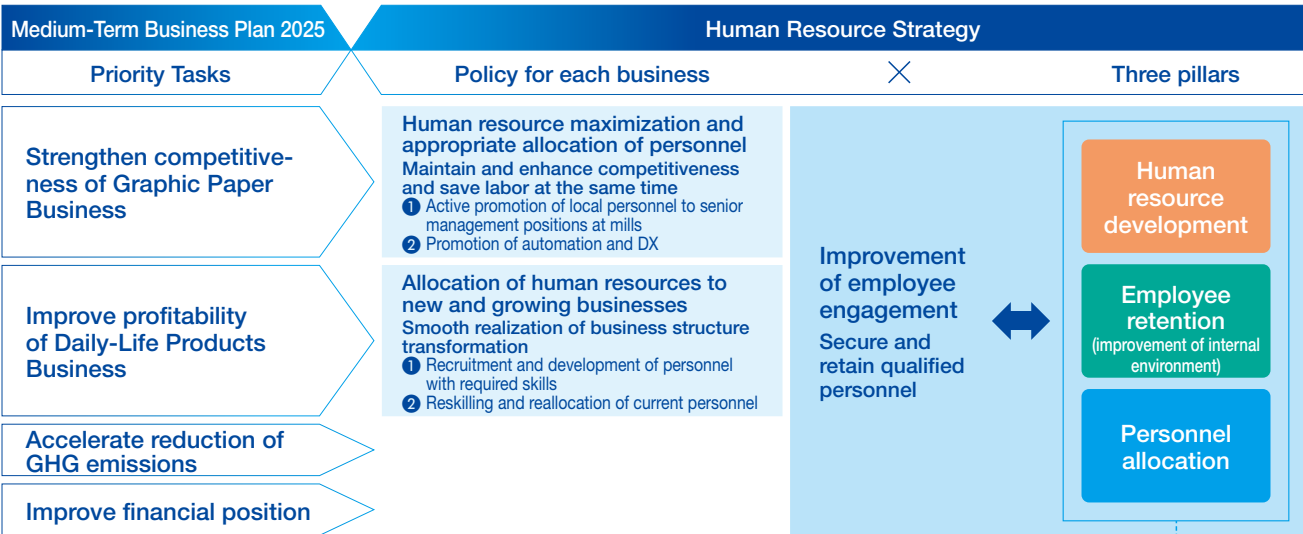 Medium-Term Business Plan 2025
Human Resource Strategy
Priority Tasks
Policy for each business
×
Three pillars
Strengthen competitive-
ness of Graphic Paper
Business
Human resource maximization and
appropriate allocation of personnel
Maintain and enhance competitiveness
and save labor at the same time
❶ Active promotion of local personnel to senior
management positions at mills
❷ Promotion of automation and DX
Improve profitability
of Daily-Life Products
Business
Allocation of human resources to
new and growing businesses
Smooth realization of business structure
transformation
❶ Recruitment and development of personnel
with required skills
❷ Reskilling and reallocation of current personnel
Accelerate reduction of
GHG emissions
Improve financial position
Improvement
of employee
engagement
Secure and
retain qualified
personnel
Human
resource
development
Employee
retention
(improvement of internal
environment)
Personnel
allocation